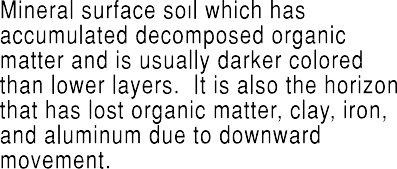 Mineral surface soil which has
accumulated decomposed organic
matter and is usually darker colored
than lower layers.  It is also the horizon
that has lost organic matter, clay, iron,
and aluminum due to downward
movement.